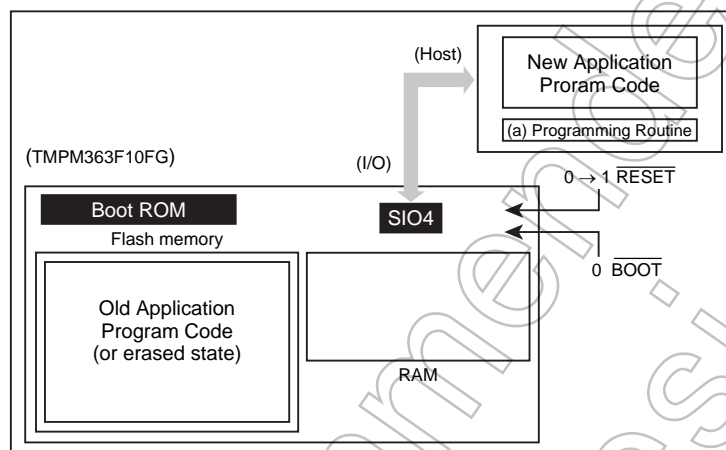 (Host)
New Application
Proram Code
(a) Programming Routine
(TMPM363F10FG)
(I/O)
0 → 1 RESET
Boot ROM
SIO4
Flash memory
0 BOOT
Old Application
Program Code
(or erased state)
RAM